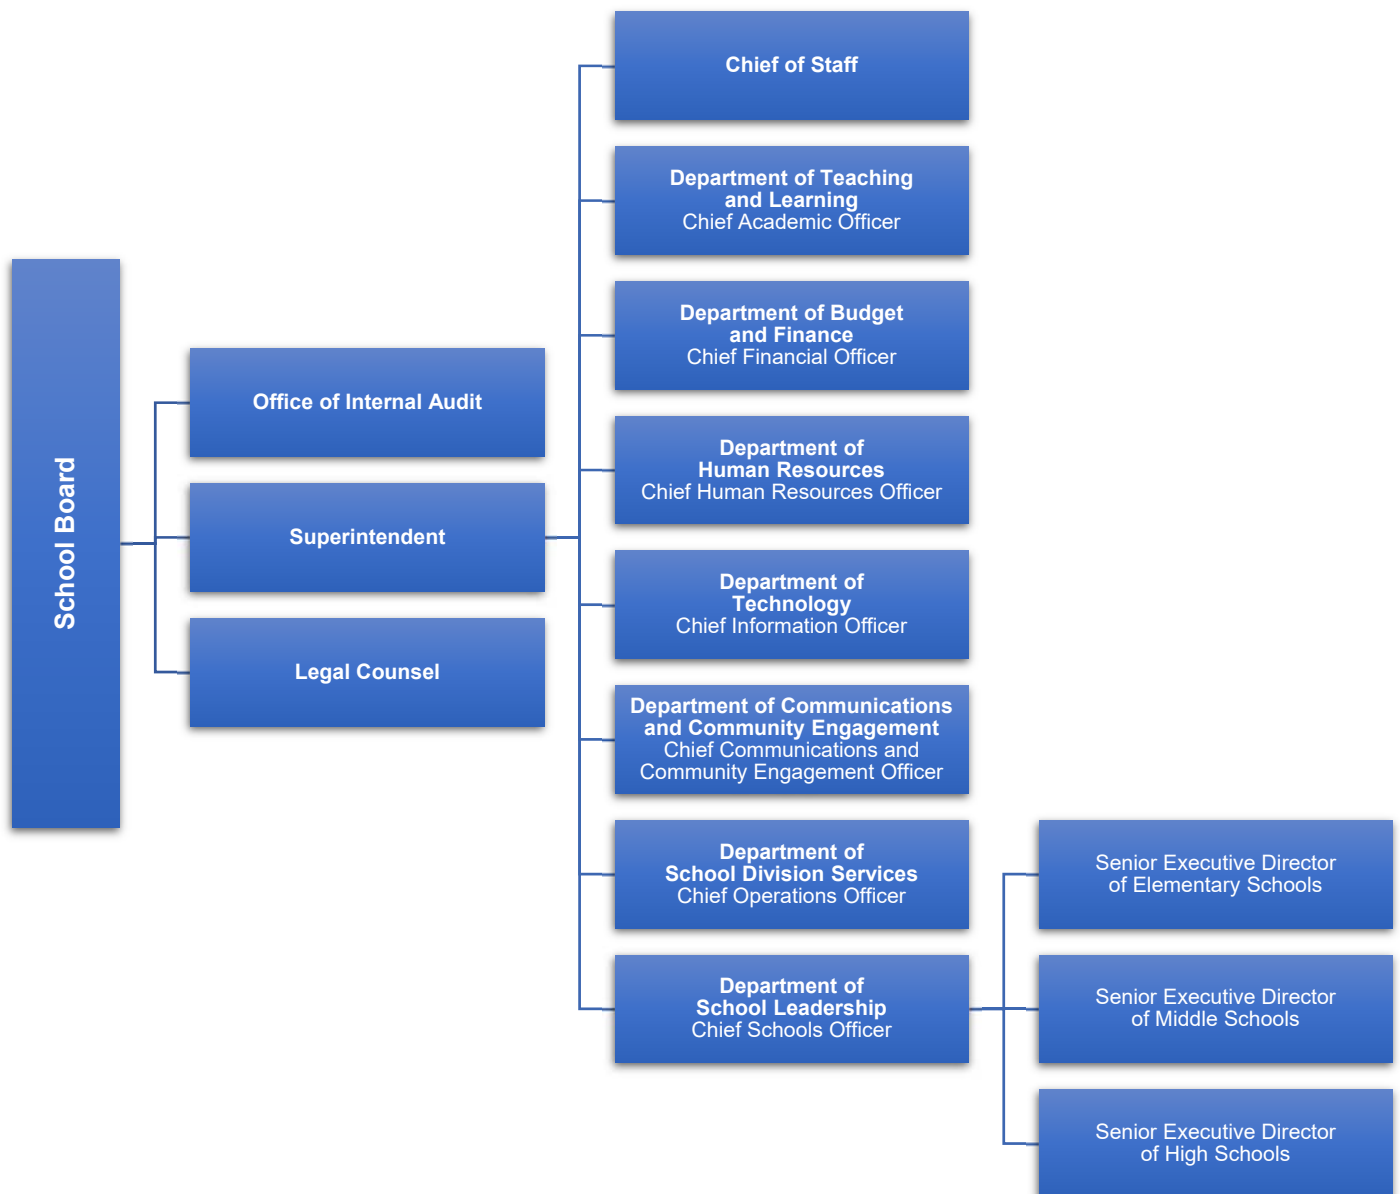 School Board
Office of Internal Audit
Superintendent
Legal Counsel
Chief of Staff
Department of Teaching
and Learning
Chief Academic Officer
Department of Budget
and Finance
Chief Financial Officer
Department of
Human Resources
Chief Human Resources Officer
Department of
Technology
Chief Information Officer
Department of Communications
and Community Engagement
Chief Communications and
Community Engagement Officer
Department of
School Division Services
Chief Operations Officer
Department of
School Leadership
Chief Schools Officer
Senior Executive Director
of Elementary Schools
Senior Executive Director
of Middle Schools
Senior Executive Director
of High Schools